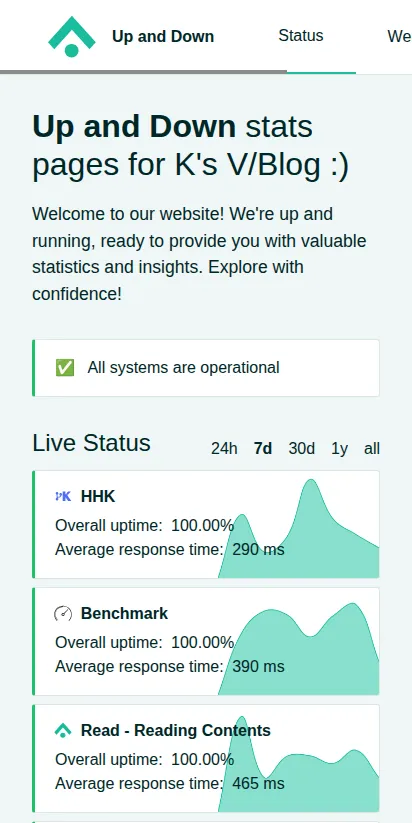 Up and Down
Status
We
Up and Down stats
pages for K's V/Blog :)
Welcome to our website! We're up and
running, ready to provide you with valuable
statistics and insights. Explore with
confidence!
✅ All systems are operational
Live Status
24h 7d 30d 1y all
HHK
Overall uptime: 100.00%
Average response time: 290 ms
Benchmark
Overall uptime: 100.00%
Average response time: 390 ms
Read - Reading Contents
Overall uptime: 100.00%
Average response time: 465 ms